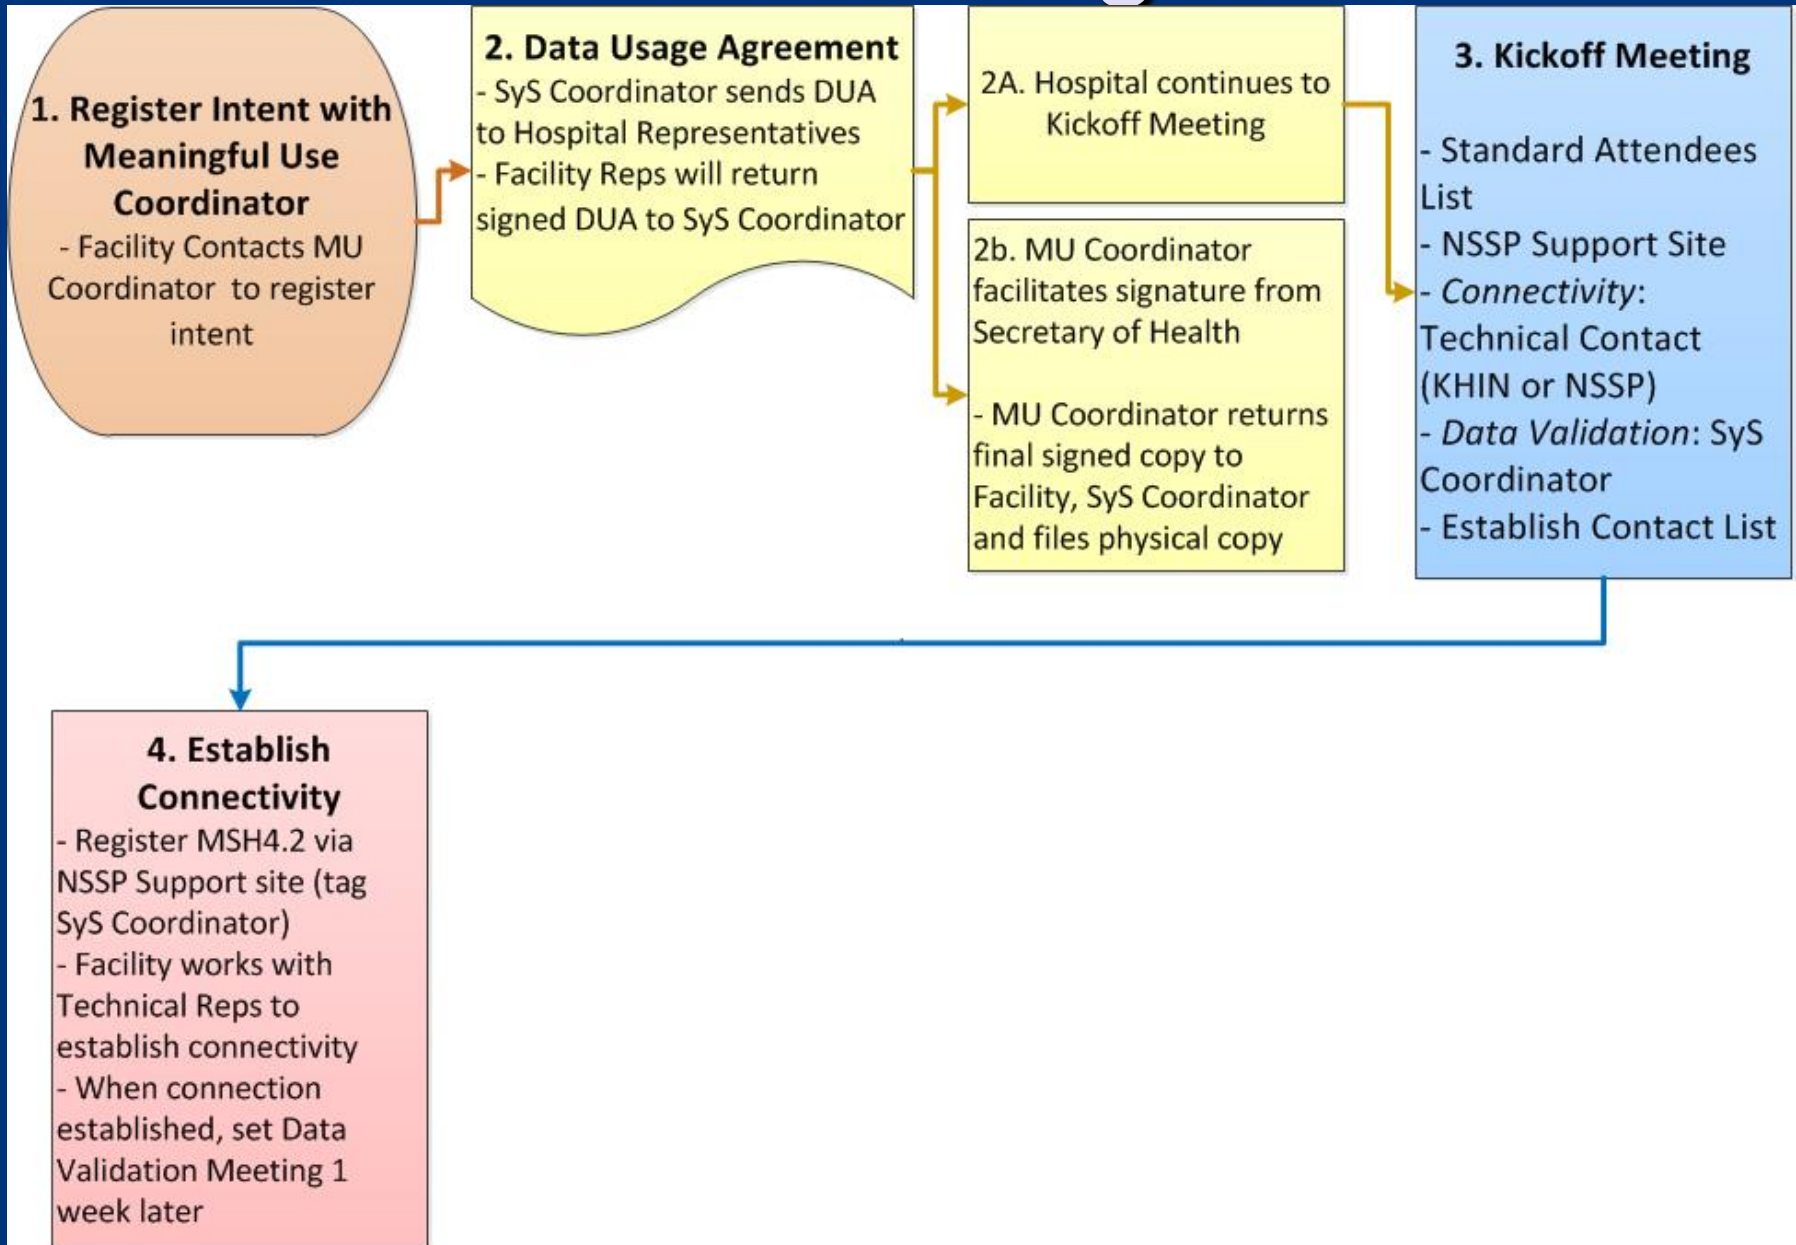 1. Register Intent with
Meaningful Use
Coordinator
- Facility Contacts MU
Coordinator to register
intent
2. Data Usage Agreement
- SyS Coordinator sends DUA
to Hospital Representatives
- Facility Reps will return
signed DUA to SyS Coordinator
2A. Hospital continues to
Kickoff Meeting
2b. MU Coordinator
facilitates signature from
Secretary of Health
- MU Coordinator returns
final signed copy to
Facility, SyS Coordinator
and files physical copy
3. Kickoff Meeting
- Standard Attendees
List
- NSSP Support Site
- Connectivity:
Technical Contact
(KHIN or NSSP)
- Data Validation: SyS
Coordinator
- Establish Contact List
4. Establish
Connectivity
- Register MSH4.2 via
NSSP Support site (tag
SyS Coordinator)
- Facility works with
Technical Reps to
establish connectivity
- When connection
established, set Data
Validation Meeting 1
week later